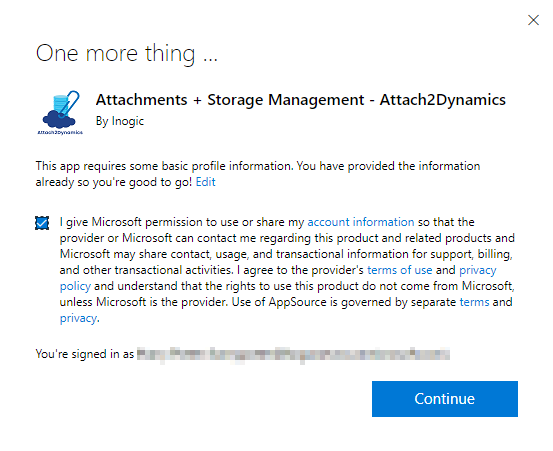 One more thing ...
Attach2Dynamics
Attachments + Storage Management - Attach2Dynamics
By Inogic
This app requires some basic profile information. You have provided the information
already so you're good to go! Edit
I give Microsoft permission to use or share my account information so that the
provider or Microsoft can contact me regarding this product and related products and
Microsoft may share contact, usage, and transactional information for support, billing,
and other transactional activities. I agree to the provider's terms of use and privacy
policy and understand that the rights to use this product do not come from Microsoft,
unless Microsoft is the provider. Use of AppSource is governed by separate terms and
privacy.
You're signed in as
Continue